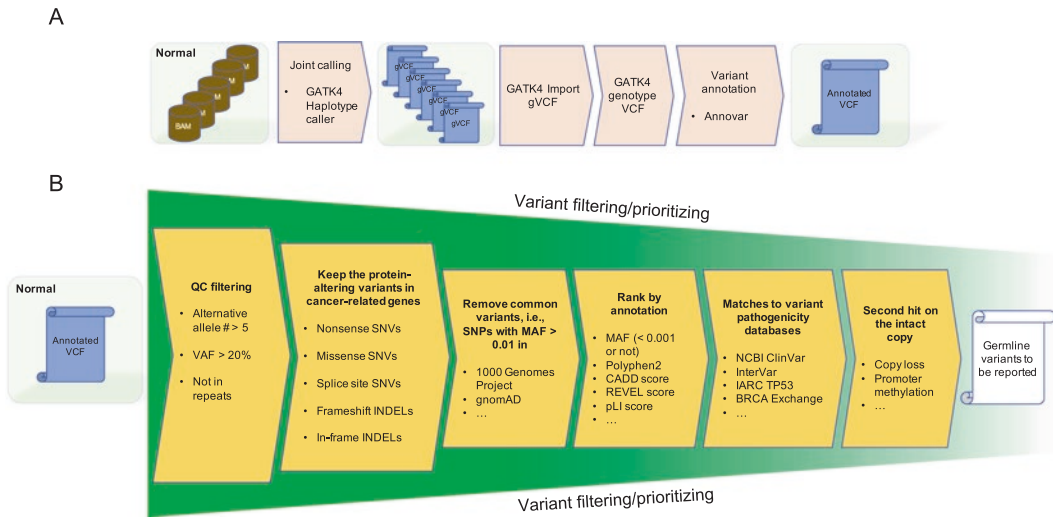 A
Normal
M
M
M
M
BAM
Joint calling
• GATK4
Haplotype
caller
gVCF
gVCF
gVCF
gVCF
gVCF
gVCF
GATK4 Import
gVCF
GATK4
genotype
VCF
Variant
annotation
• Annovar
Annotated
VCF
B
Variant filtering/prioritizing
Normal
Annotated
VCF
QC filtering
• Alternative
allele # > 5
• VAF > 20%
• Not in
repeats
Keep the protein-
altering variants in
cancer-related genes
• Nonsense SNVs
• Missense SNVs
• Splice site SNVs
• Frameshift INDELs
• In-frame INDELs
Remove common
variants, i.e.,
SNPs with MAF >
0.01 in
• 1000 Genomes
Project
• gnomAD
• …
Rank by
annotation
• MAF (< 0.001
or not)
• Polyphen2
• CADD score
• REVEL score
• pLI score
• …
Matches to variant
pathogenicity
databases
• NCBI ClinVar
• InterVar
• IARC TP53
• BRCA Exchange
• …
Second hit on
the intact
copy
• Copy loss
• Promoter
methylation
• …
Germline
variants to
be reported
Variant filtering/prioritizing